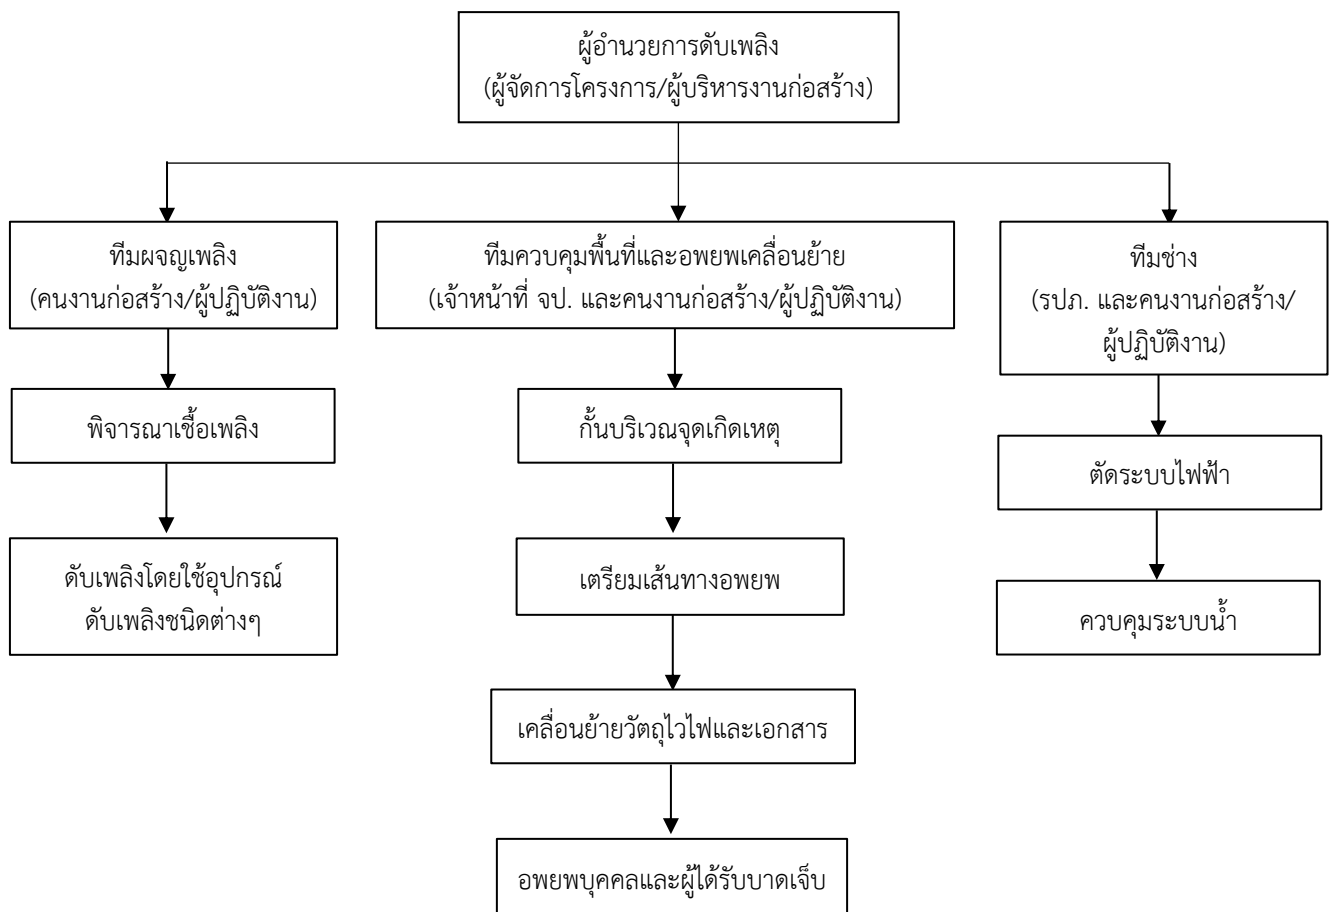 ผู้อำนวยการดับเพลิง
(ผู้จัดการโครงการ/ผู้บริหารงานก่อสร้าง)
ทีมผจญเพลิง
(คนงานก่อสร้าง/ผู้ปฏิบัติงาน)
พิจารณาเชื้อเพลิง
ดับเพลิงโดยใช้อุปกรณ์
ดับเพลิงชนิดต่างๆ
ทีมควบคุมพื้นที่และอพยพเคลื่อนย้าย
(เจ้าหน้าที่ จป. และคนงานก่อสร้าง/ผู้ปฏิบัติงาน)
กั้นบริเวณจุดเกิดเหตุ
เตรียมเส้นทางอพยพ
เคลื่อนย้ายวัตถุไวไฟและเอกสาร
อพยพบุคคลและผู้ได้รับบาดเจ็บ
ทีมช่าง
(รปภ. และคนงานก่อสร้าง/
ผู้ปฏิบัติงาน)
ตัดระบบไฟฟ้า
ควบคุมระบบน้ำ